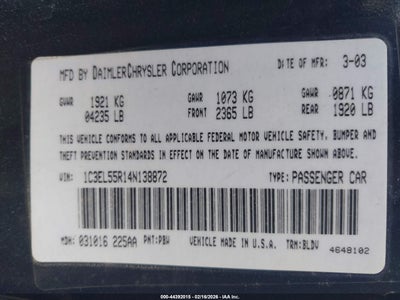 MFD BY DAIMLERCHRYSLER CORPORATION DATE OF MFR: 3-03
GVWR 1921 KG GAWR 1073 KG GAWR 0871 KG
04235 LB FRONT 2365 LB REAR 1920 LB
THIS VEHICLE CONFORMS TO ALL APPLICABLE FEDERAL MOTOR VEHICLE SAFETY, BUMPER AND
THEFT PREVENTION STANDARDS IN EFFECT ON THE DATE OF MANUFACTURE SHOWN ABOVE.
VIN: 1C3EL55R14N138872 TYPE: PASSENGER CAR
MDH: 031016 225AA PNT: PBW VEHICLE MADE IN U.S.A. TRM: BLDV
4648102
000-44392015 - 02/18/2026 - IAA Inc.